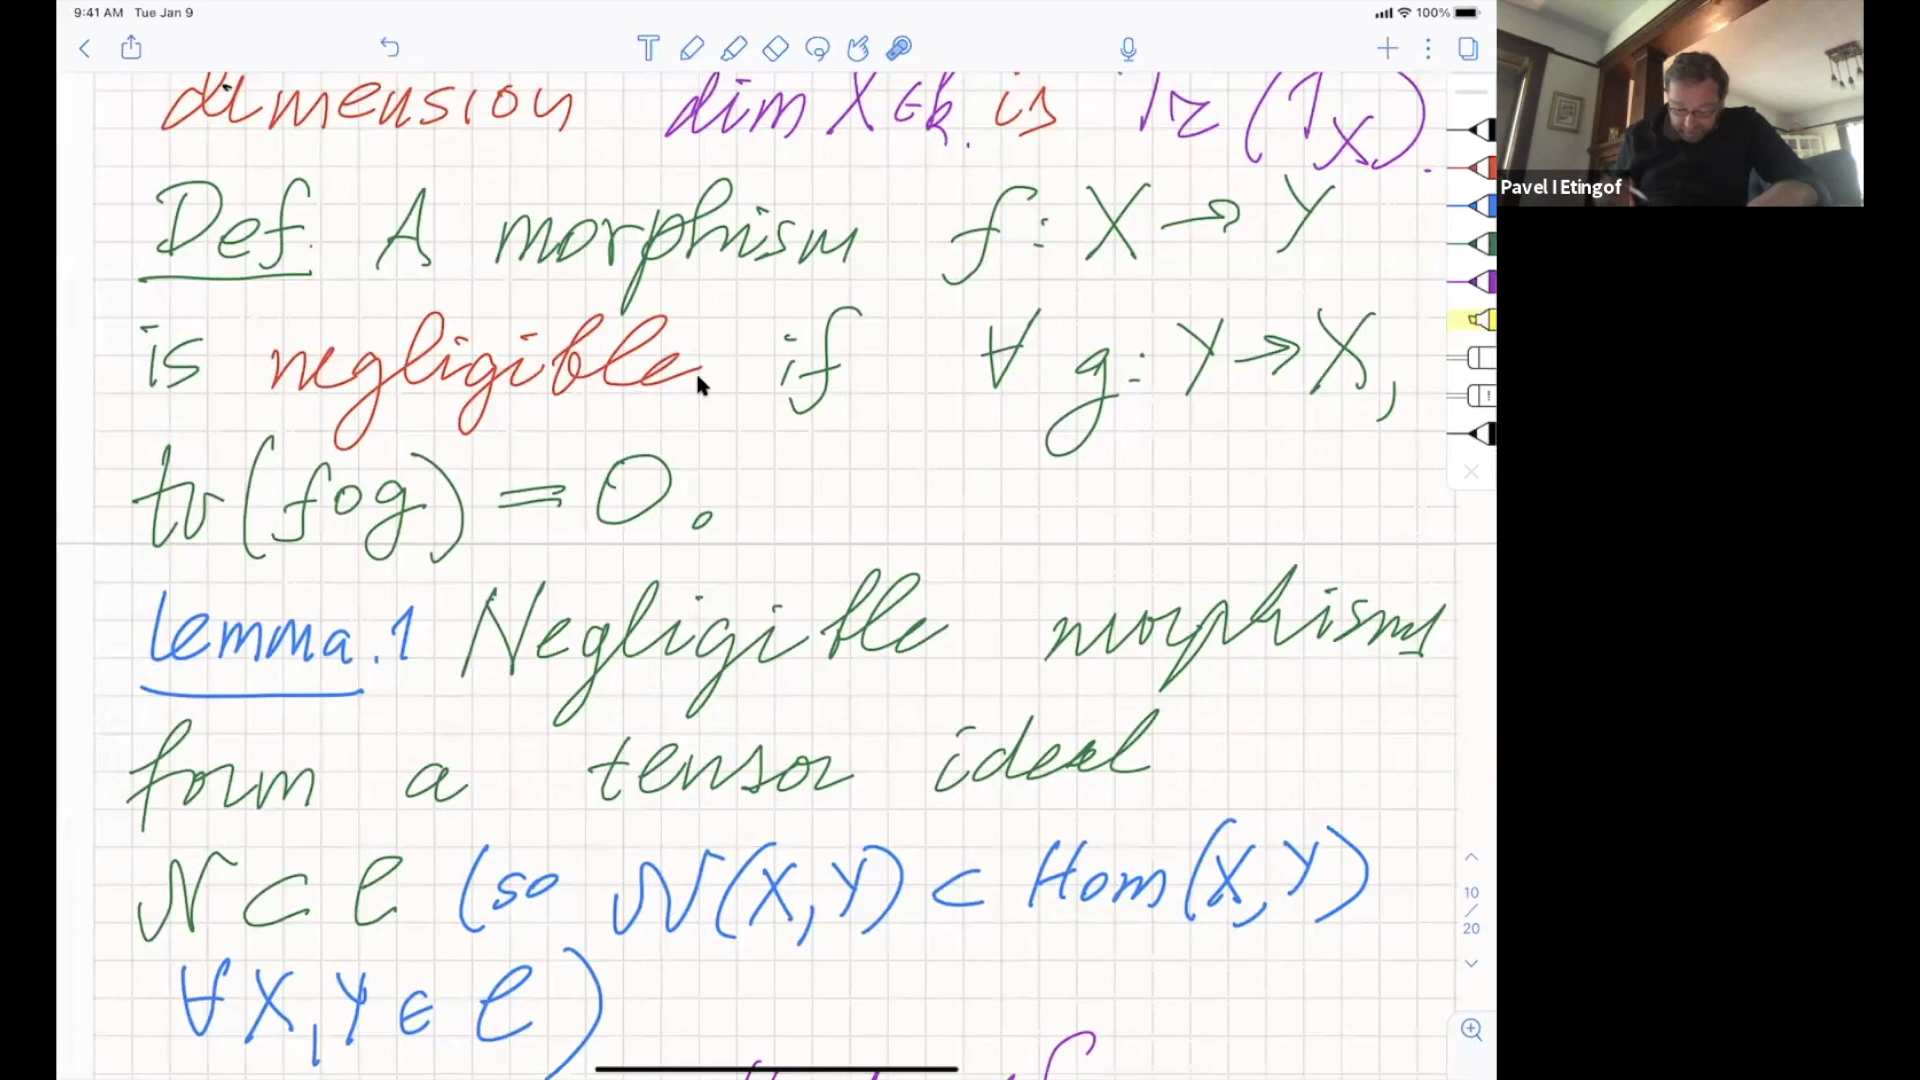 9:41 AM Tue Jan 9
100%
dimension dim X ∈ k is Tr(1_X).
Def. A morphism f: X → Y
is negligible if ∀ g: Y → X,
tr(f∘g) = 0.
Lemma.1 Negligible morphisms
form a tensor ideal
N ⊂ C (so N(X,Y) ⊂ Hom(X,Y)
∀ X, Y ∈ C)
10
/
20
Pavel I Etingof